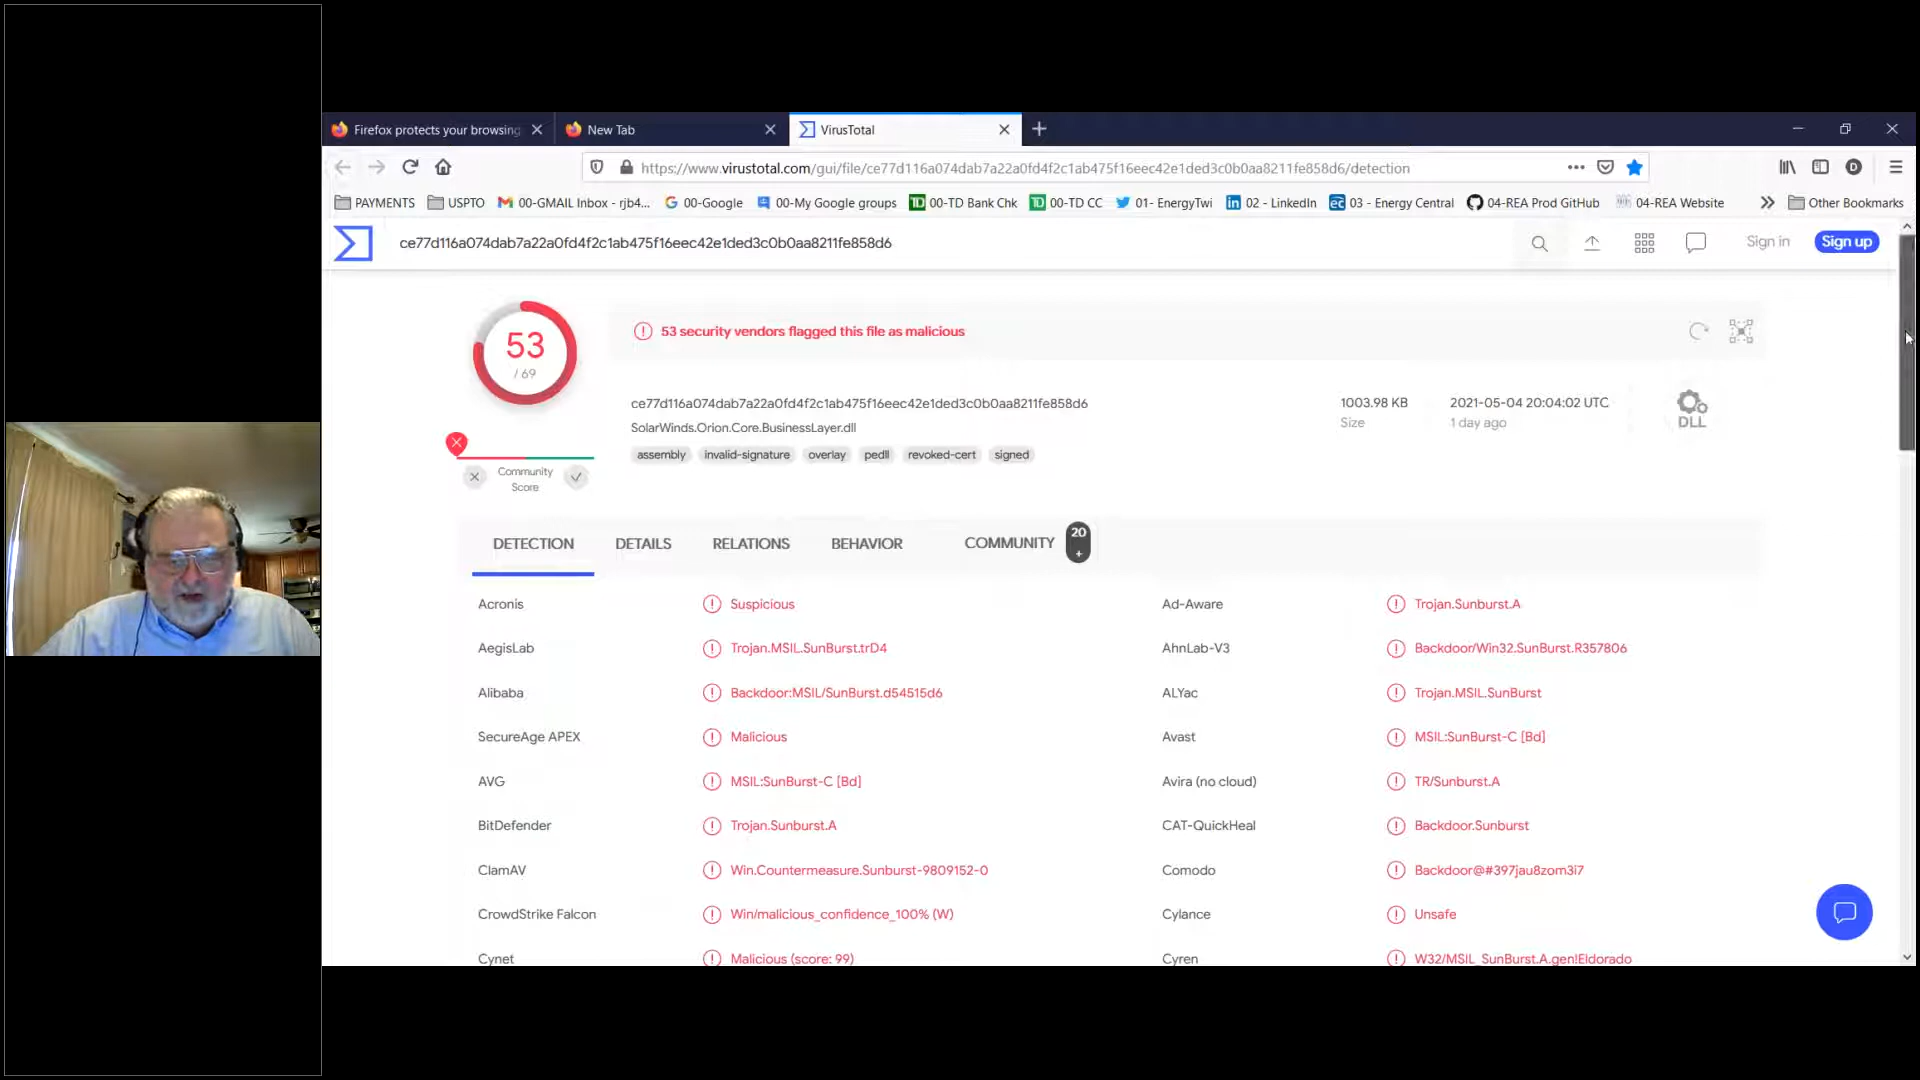 Firefox protects your browsing
New Tab
VirusTotal
https://www.virustotal.com/gui/file/ce77d116a074dab7a22a0fd4f2c1ab475f16eec42e1ded3c0b0aa8211fe858d6/detection
PAYMENTS
USPTO
00-GMAIL Inbox - rjb4...
00-Google
00-My Google groups
00-TD Bank Chk
00-TD CC
01- EnergyTwi
02 - LinkedIn
03 - Energy Central
04-REA Prod GitHub
04-REA Website
Other Bookmarks
ce77d116a074dab7a22a0fd4f2c1ab475f16eec42e1ded3c0b0aa8211fe858d6
Sign in
Sign up
53
/ 69
53 security vendors flagged this file as malicious
ce77d116a074dab7a22a0fd4f2c1ab475f16eec42e1ded3c0b0aa8211fe858d6
SolarWinds.Orion.Core.BusinessLayer.dll
assembly invalid-signature overlay pedll revoked-cert signed
1003.98 KB
Size
2021-05-04 20:04:02 UTC
1 day ago
DLL
Community
Score
DETECTION DETAILS RELATIONS BEHAVIOR COMMUNITY 20 +
Acronis Suspicious Ad-Aware Trojan.Sunburst.A
AegisLab Trojan.MSIL.SunBurst.trD4 AhnLab-V3 Backdoor/Win32.SunBurst.R357806
Alibaba Backdoor:MSIL/SunBurst.d54515d6 ALYac Trojan.MSIL.SunBurst
SecureAge APEX Malicious Avast MSIL:SunBurst-C [Bd]
AVG MSIL:SunBurst-C [Bd] Avira (no cloud) TR/Sunburst.A
BitDefender Trojan.Sunburst.A CAT-QuickHeal Backdoor.Sunburst
ClamAV Win.Countermeasure.Sunburst-9809152-0 Comodo Backdoor@#397jau8zom3i7
CrowdStrike Falcon Win/malicious_confidence_100% (W) Cylance Unsafe
Cynet Malicious (score: 99) Cyren W32/MSIL_SunBurst.A.gen!Eldorado